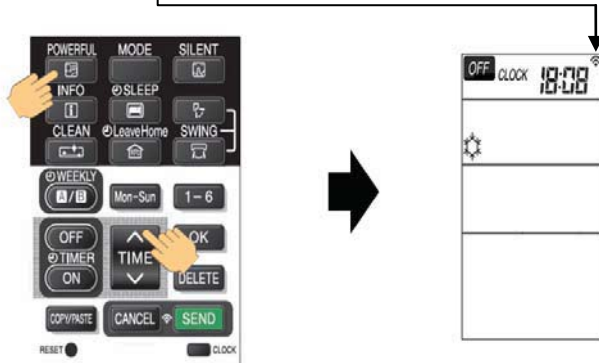 POWERFUL MODE SILENT
INFO SLEEP
CLEAN LeaveHome SWING
WEEKLY
A/B Mon-Sun 1-6
OFF OK
TIMER TIME
ON DELETE
COPY/PASTE CANCEL SEND
RESET CLOCK
OFF CLOCK 18:08